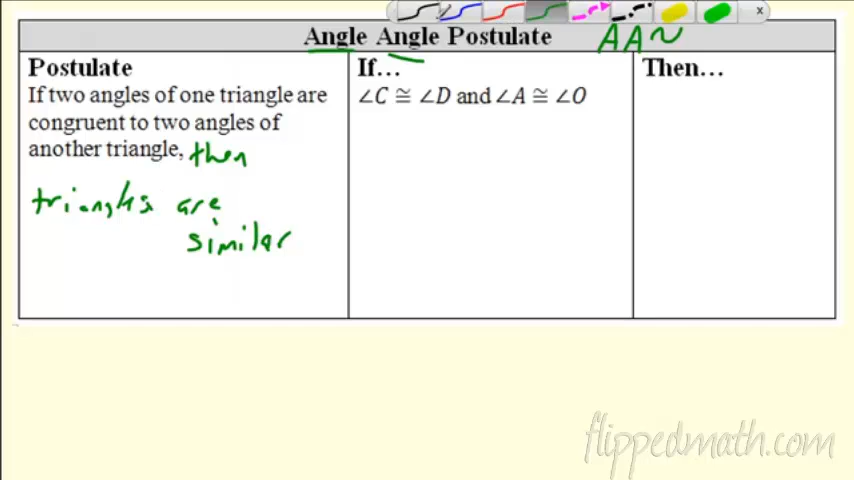 Angle Angle Postulate AA~
Postulate
If two angles of one triangle are
congruent to two angles of
another triangle, then
triangles are
similar
If…
∠C ≅ ∠D and ∠A ≅ ∠O
Then…
x
flippedmath.com